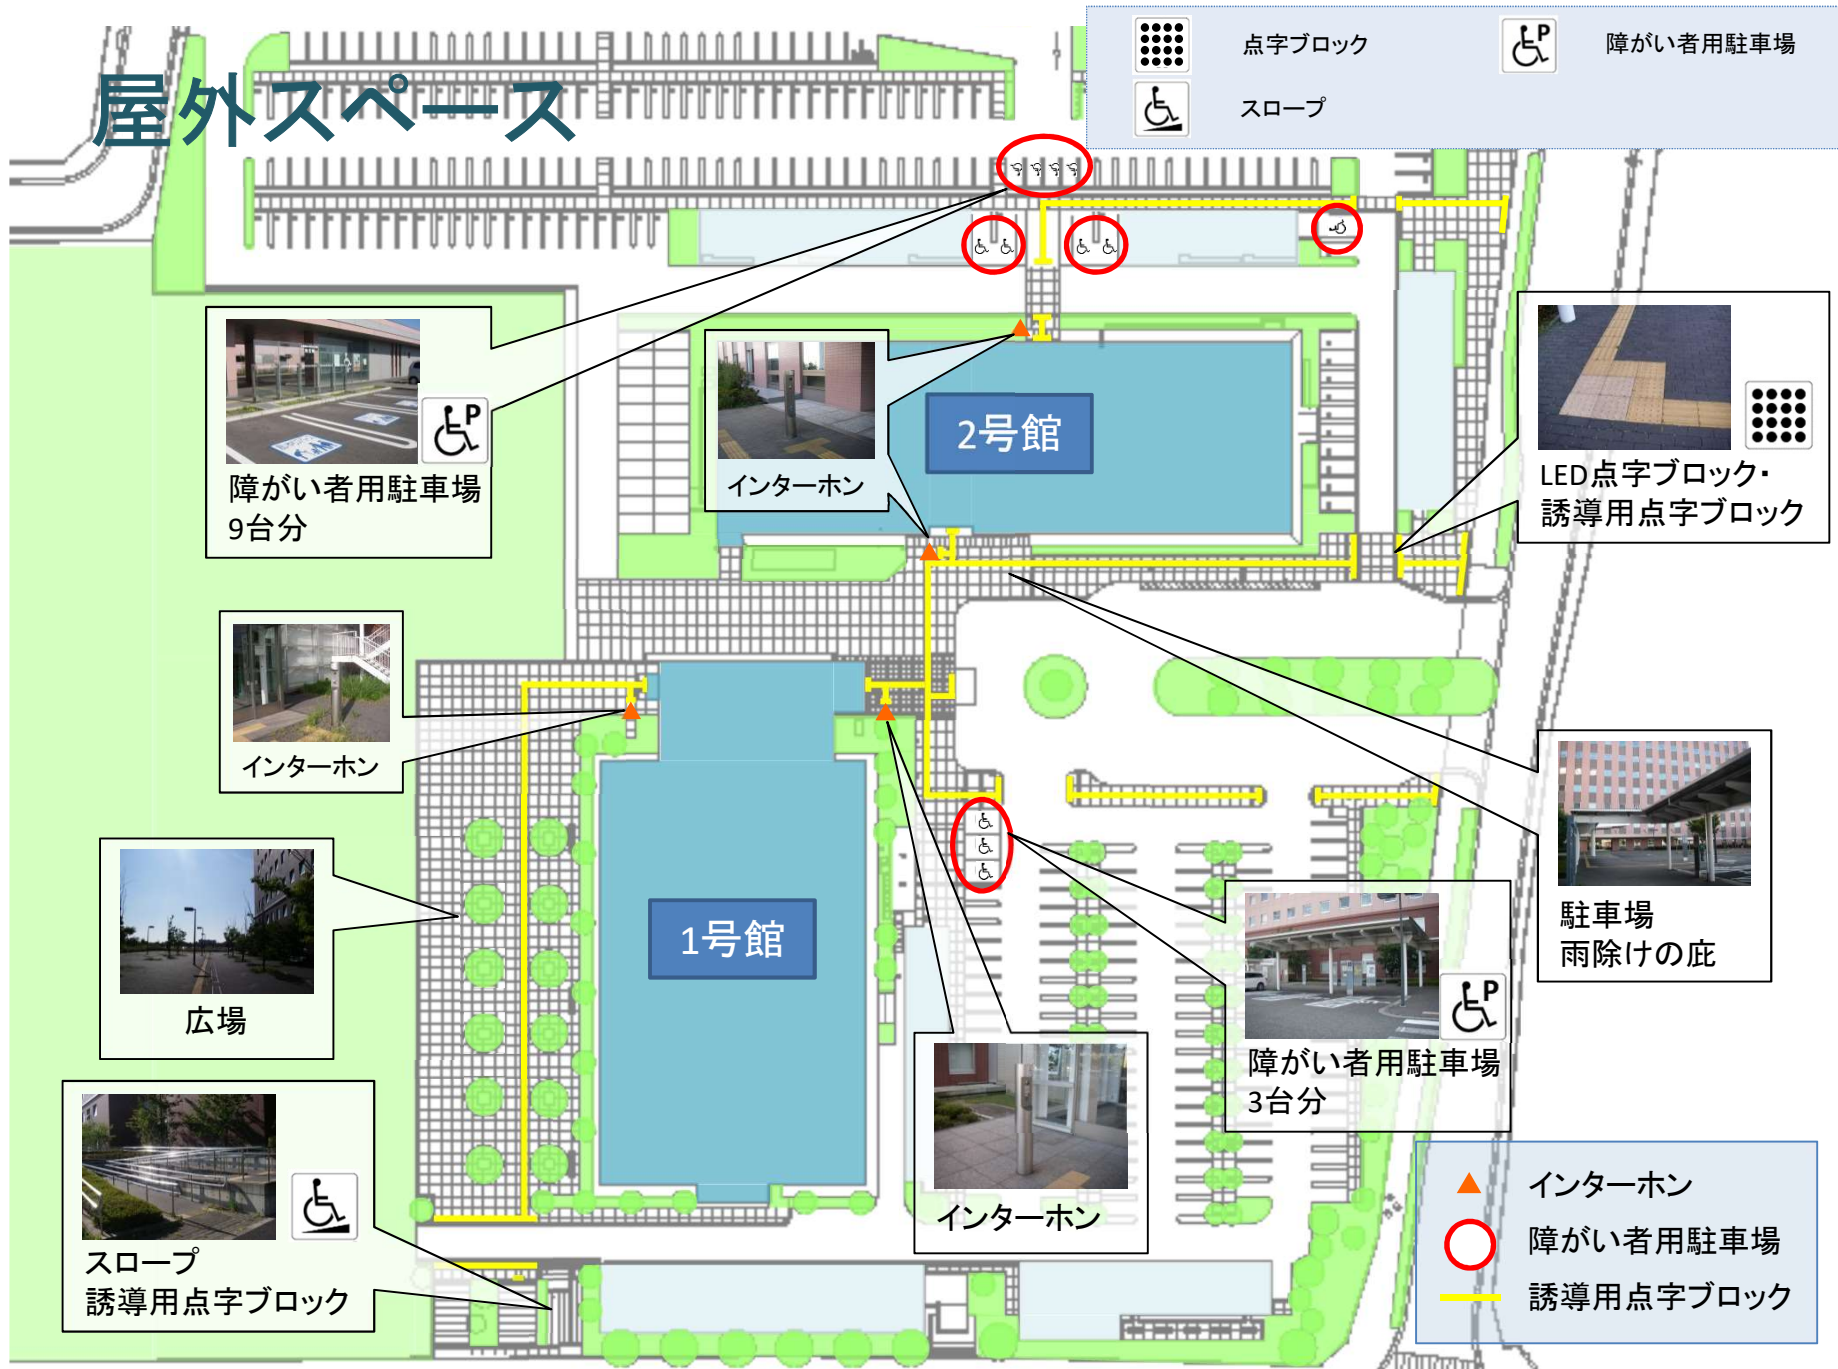 屋外スペース
点字ブロック
障がい者用駐車場
スロープ
障がい者用駐車場
9台分
インターホン
2号館
LED点字ブロック・
誘導用点字ブロック
インターホン
駐車場
雨除けの庇
広場
1号館
障がい者用駐車場
3台分
インターホン
スロープ
誘導用点字ブロック
インターホン
障がい者用駐車場
誘導用点字ブロック
P
P
P